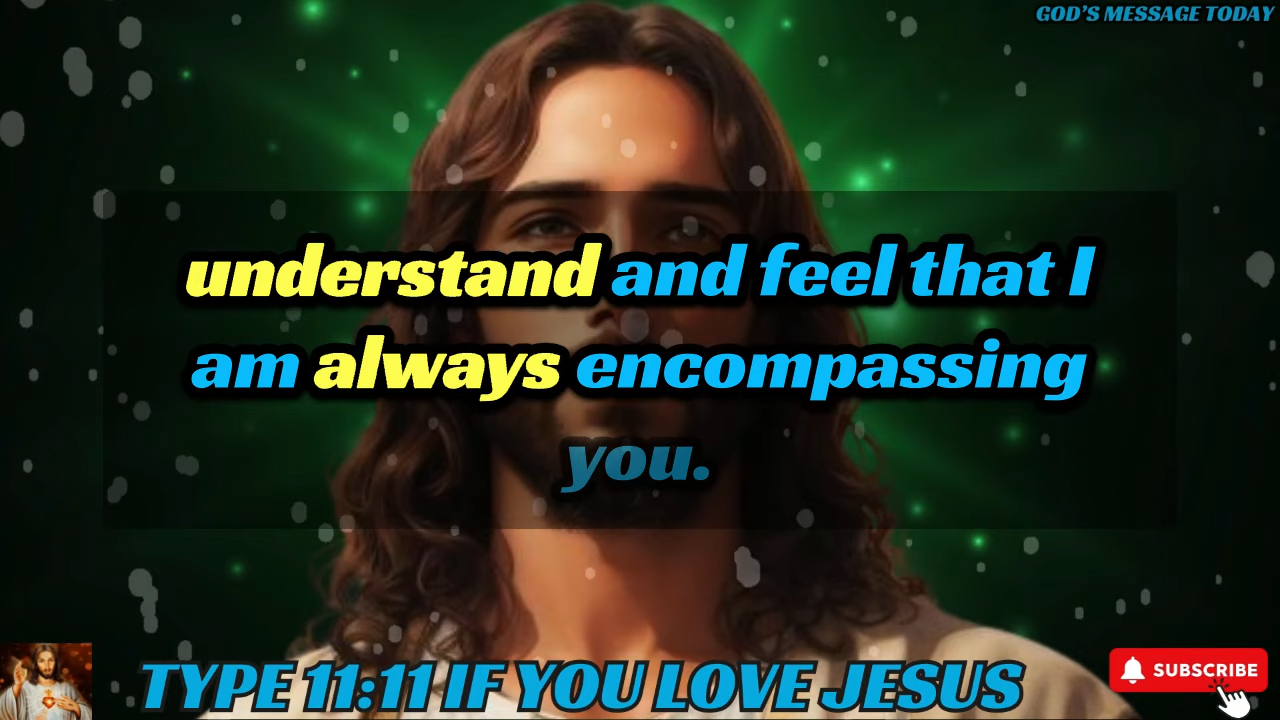 GOD'S MESSAGE TODAY
understand and feel that I
am always encompassing
you.
TYPE 11:11 IF YOU LOVE JESUS
SUBSCRIBE